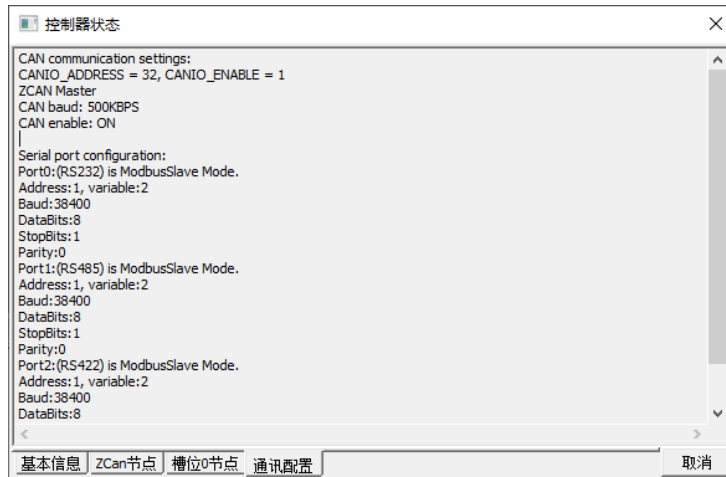 控制器状态
CAN communication settings:
CANIO_ADDRESS = 32, CANIO_ENABLE = 1
ZCAN Master
CAN baud: 500KBPS
CAN enable: ON
Serial port configuration:
Port0:(RS232) is ModbusSlave Mode.
Address:1, variable:2
Baud:38400
DataBits:8
StopBits:1
Parity:0
Port1:(RS485) is ModbusSlave Mode.
Address:1, variable:2
Baud:38400
DataBits:8
StopBits:1
Parity:0
Port2:(RS422) is ModbusSlave Mode.
Address:1, variable:2
Baud:38400
DataBits:8
基本信息 ZCan节点 槽位0节点 通讯配置 取消